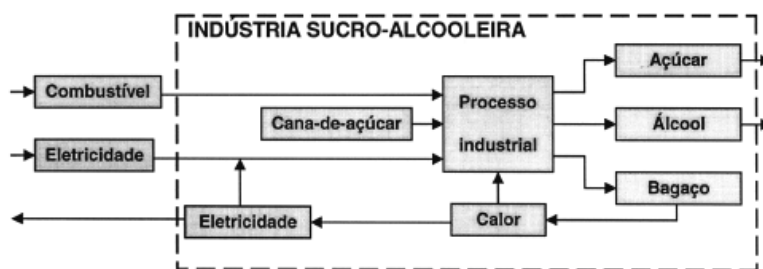 INDÚSTRIA SUCRO-ALCOOLEIRA
Açúcar
Combustível
Processo
industrial
Cana-de-açúcar
Álcool
Eletricidade
Bagaço
Eletricidade
Calor